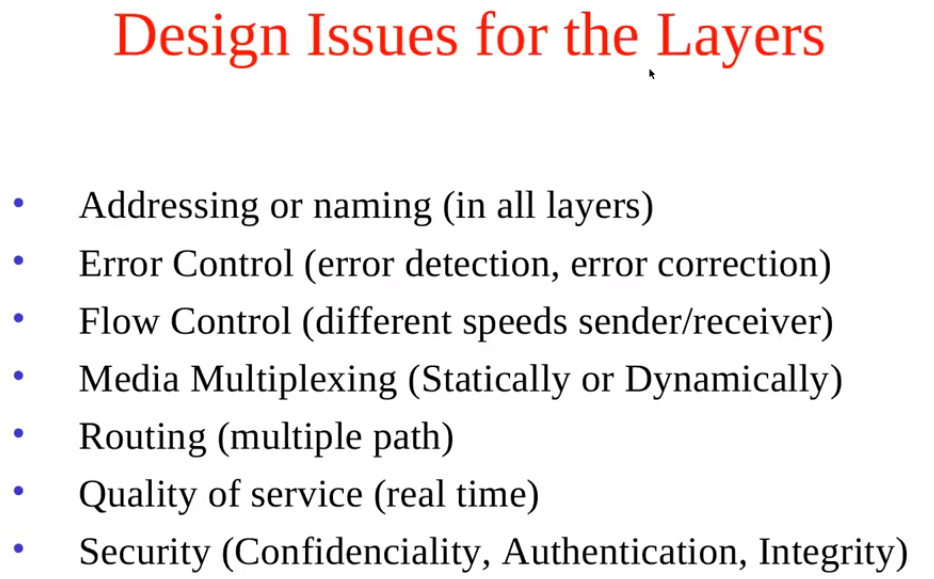 Design Issues for the Layers
• Addressing or naming (in all layers)
• Error Control (error detection, error correction)
• Flow Control (different speeds sender/receiver)
• Media Multiplexing (Statically or Dynamically)
• Routing (multiple path)
• Quality of service (real time)
• Security (Confidenciality, Authentication, Integrity)